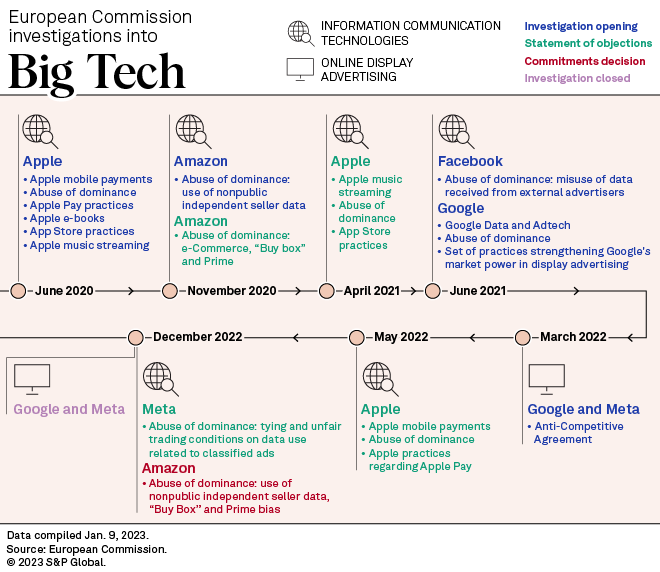 European Commission
investigations into
Big Tech
INFORMATION COMMUNICATION
TECHNOLOGIES
ONLINE DISPLAY
ADVERTISING
Investigation opening
Statement of objections
Commitments decision
Investigation closed
Apple
• Apple mobile payments
• Abuse of dominance
• Apple Pay practices
• Apple e-books
• App Store practices
• Apple music streaming
Amazon
• Abuse of dominance:
use of nonpublic
independent seller data
Amazon
• Abuse of dominance:
e-Commerce, “Buy box”
and Prime
Apple
• Apple music
streaming
• Abuse of
dominance
• App Store
practices
Facebook
• Abuse of dominance: misuse of data
received from external advertisers
Google
• Google Data and Adtech
• Abuse of dominance
• Set of practices strengthening Google's
market power in display advertising
June 2020
November 2020
April 2021
June 2021
December 2022
May 2022
March 2022
Google and Meta
Meta
• Abuse of dominance: tying and unfair
trading conditions on data use
related to classified ads
Amazon
• Abuse of dominance: use of
nonpublic independent seller data,
“Buy Box” and Prime bias
Apple
• Apple mobile payments
• Abuse of dominance
• Apple practices
regarding Apple Pay
Google and Meta
• Anti-Competitive
Agreement
Data compiled Jan. 9, 2023.
Source: European Commission.
© 2023 S&P Global.